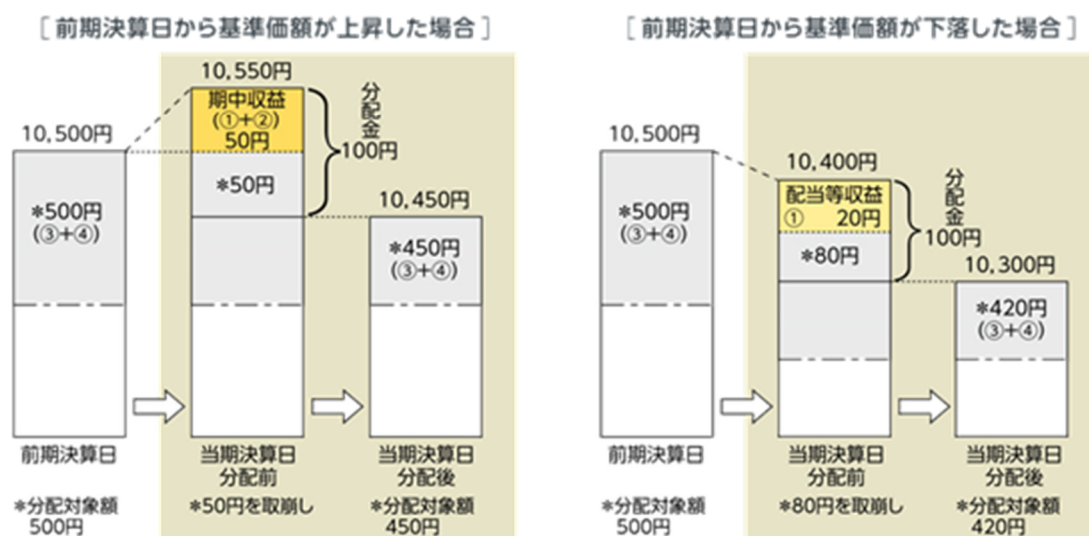 [前期決算日から基準価額が上昇した場合]
10,550円
期中収益
(①+②)
50円
分配金
100円
10,500円
*500円
(③+④)
*50円
10,450円
*450円
(③+④)
前期決算日
当期決算日
分配前
当期決算日
分配後
*分配対象額
500円
*50円を取崩し
*分配対象額
450円
[前期決算日から基準価額が下落した場合]
10,500円
*500円
(③+④)
10,400円
配当等収益
① 20円
*80円
分配金
100円
10,300円
*420円
(③+④)
前期決算日
当期決算日
分配前
当期決算日
分配後
*分配対象額
500円
*80円を取崩し
*分配対象額
420円